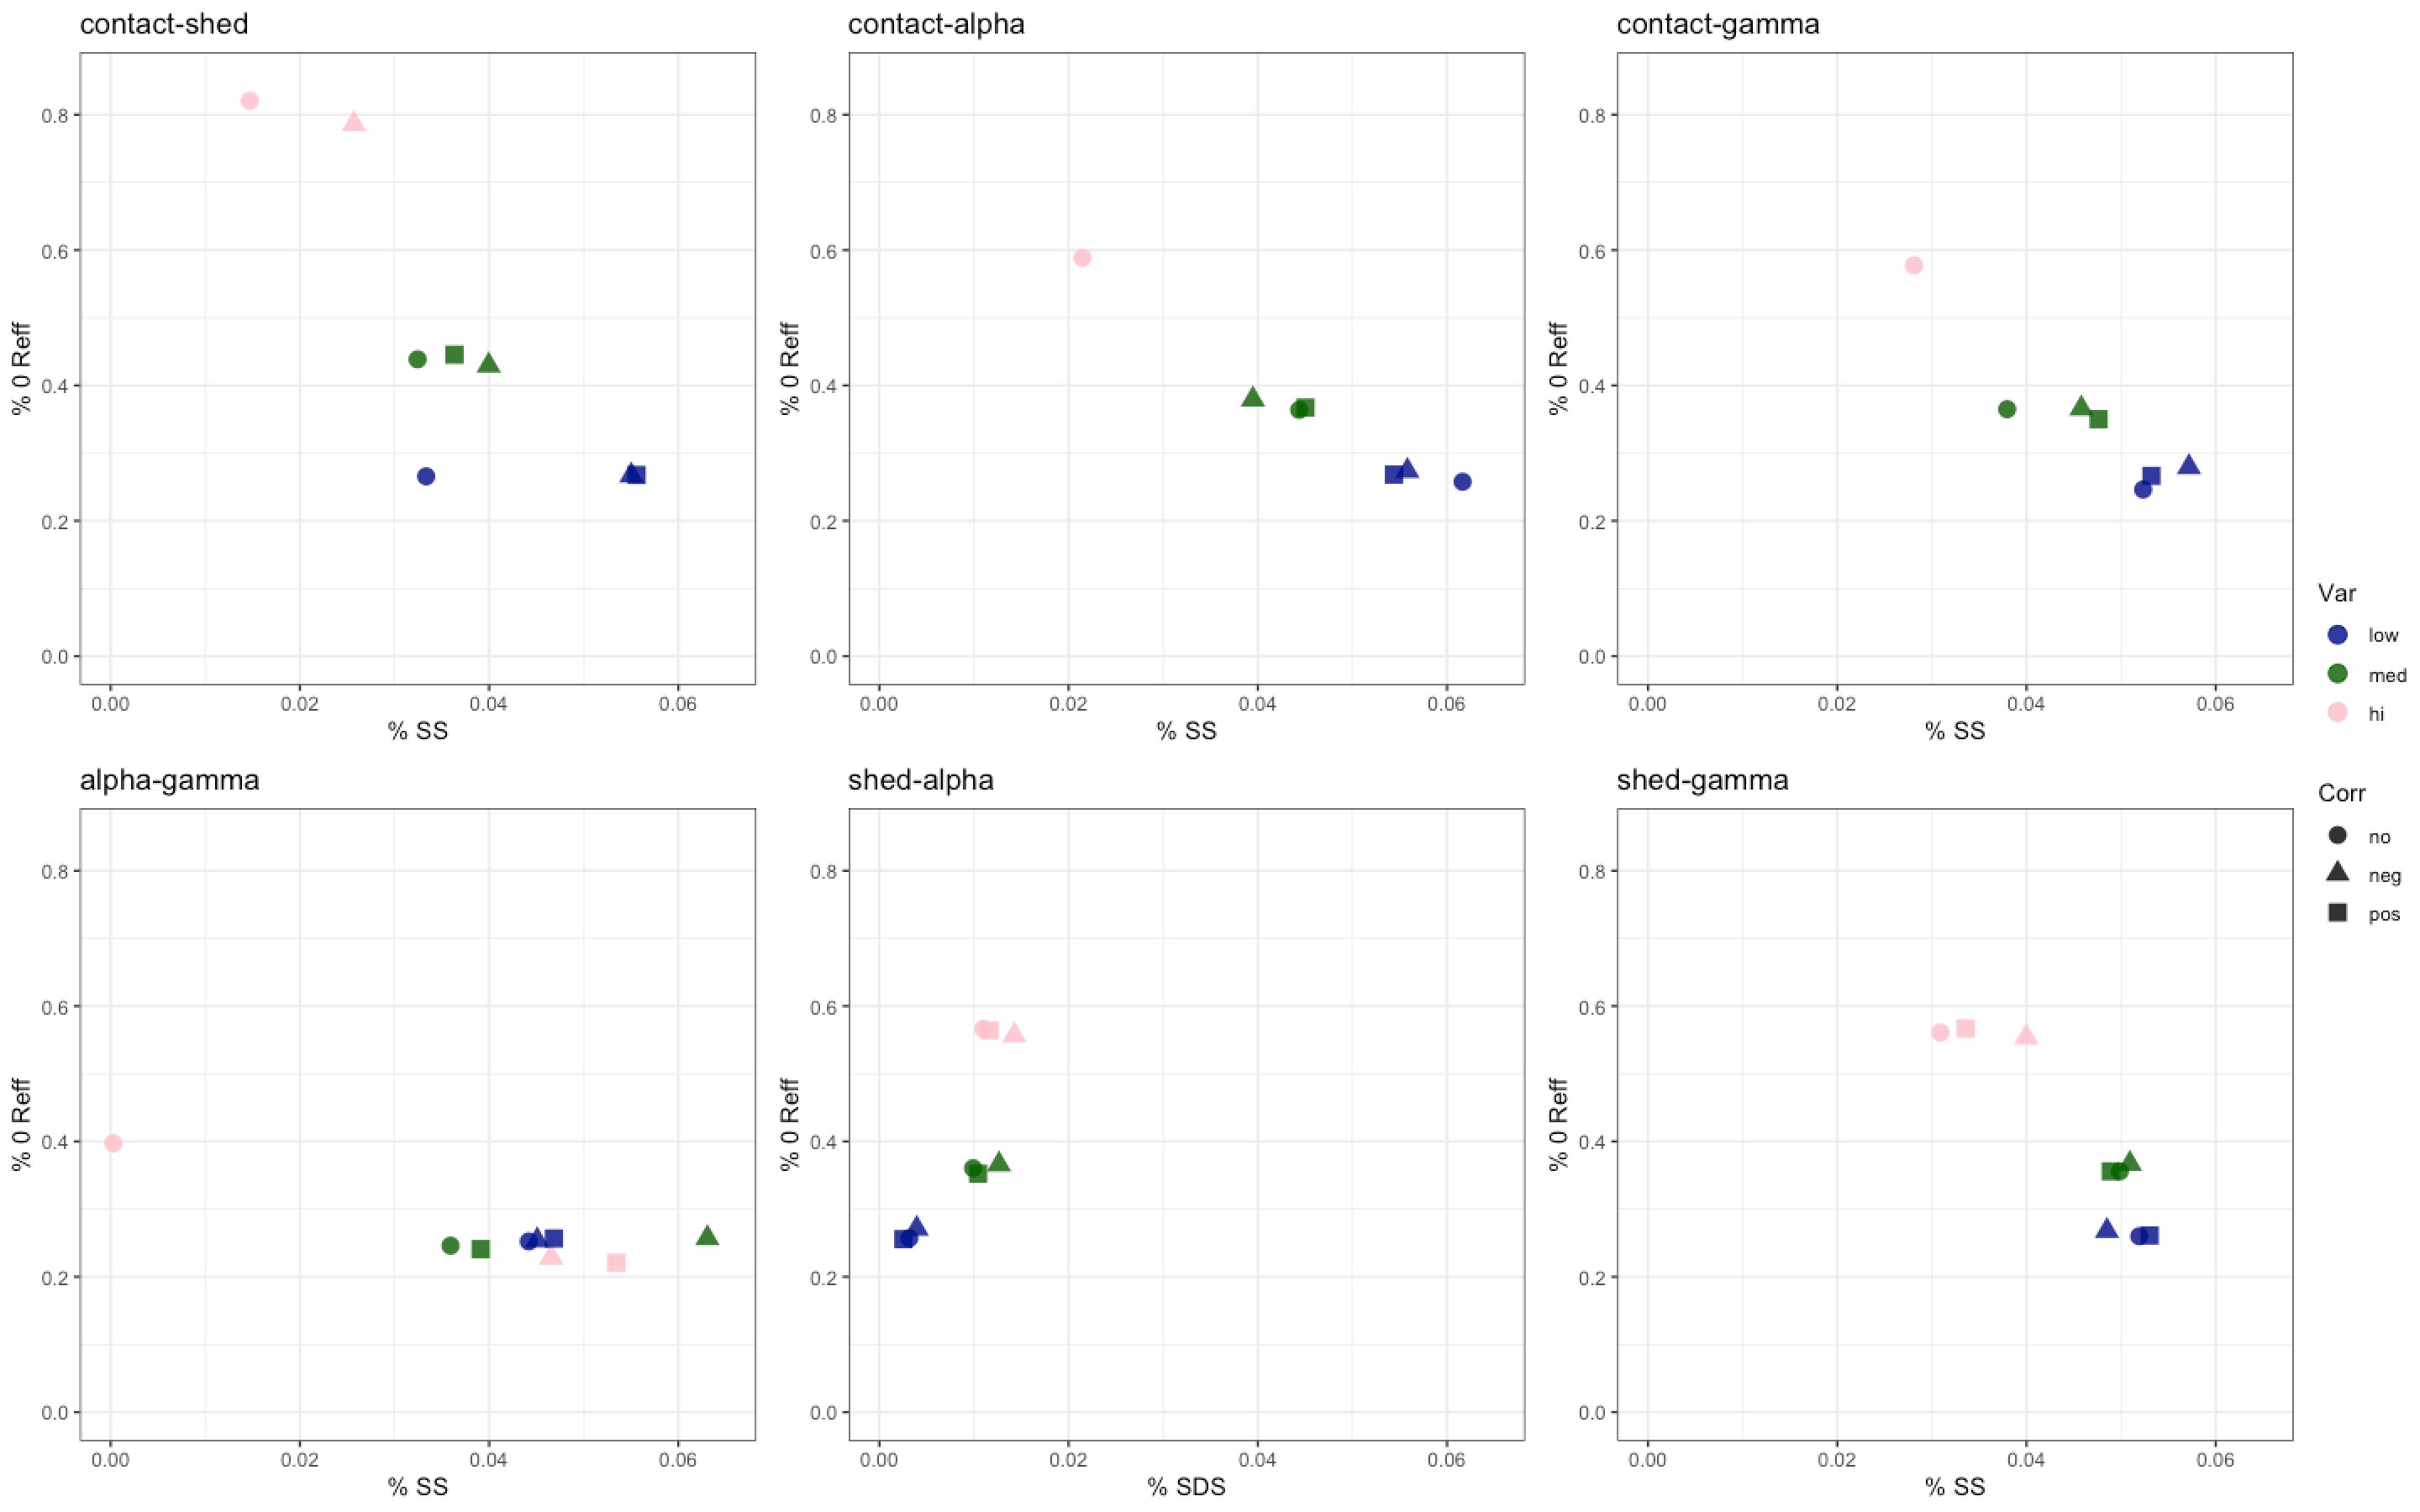 contact-shed
contact-alpha
contact-gamma
% 0 Reff
0.8
0.6
0.4
0.2
0.0
0.00 0.02 0.04 0.06
% SS
% 0 Reff
0.8
0.6
0.4
0.2
0.0
0.00 0.02 0.04 0.06
% SS
% 0 Reff
0.8
0.6
0.4
0.2
0.0
0.00 0.02 0.04 0.06
% SS
alpha-gamma
shed-alpha
shed-gamma
% 0 Reff
0.8
0.6
0.4
0.2
0.0
0.00 0.02 0.04 0.06
% SS
% 0 Reff
0.8
0.6
0.4
0.2
0.0
0.00 0.02 0.04 0.06
% SDS
% 0 Reff
0.8
0.6
0.4
0.2
0.0
0.00 0.02 0.04 0.06
% SS
Var
low
med
hi
Corr
no
neg
pos